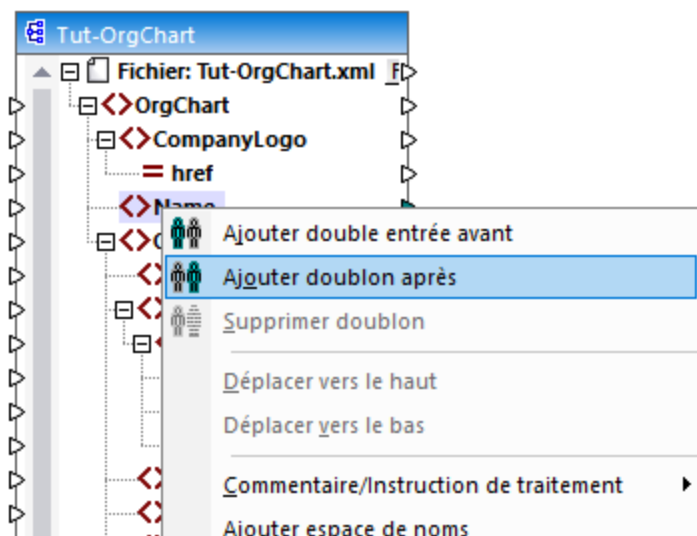 Tut-OrgChart
Fichier: Tut-OrgChart.xml F
OrgChart
CompanyLogo
href
Name
Ajouter double entrée avant
Ajouter doublon après
Supprimer doublon
Déplacer vers le haut
Déplacer vers le bas
Commentaire/Instruction de traitement
Ajouter espace de noms